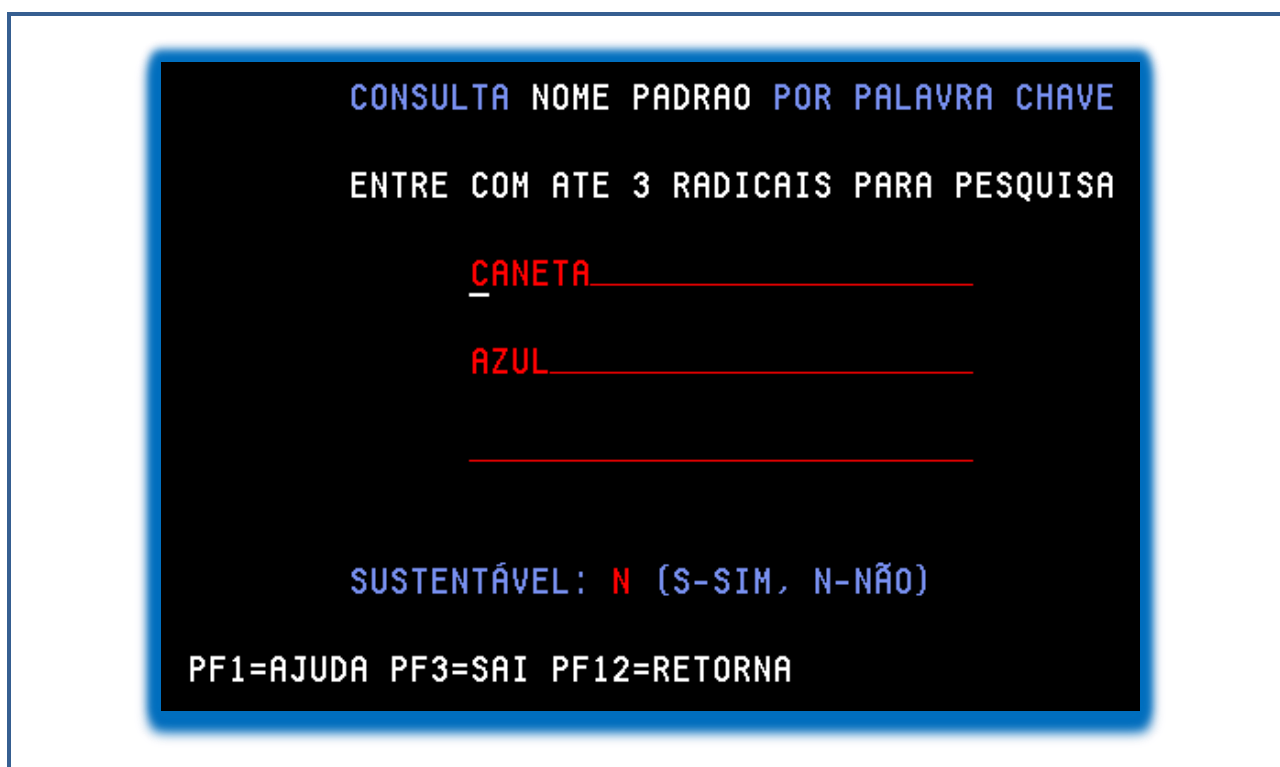 CONSULTA NOME PADRAO POR PALAVRA CHAVE
ENTRE COM ATE 3 RADICAIS PARA PESQUISA
CANETA
AZUL
SUSTENTÁVEL: N (S-SIM, N-NÃO)
PF1=AJUDA PF3=SAI PF12=RETORNA